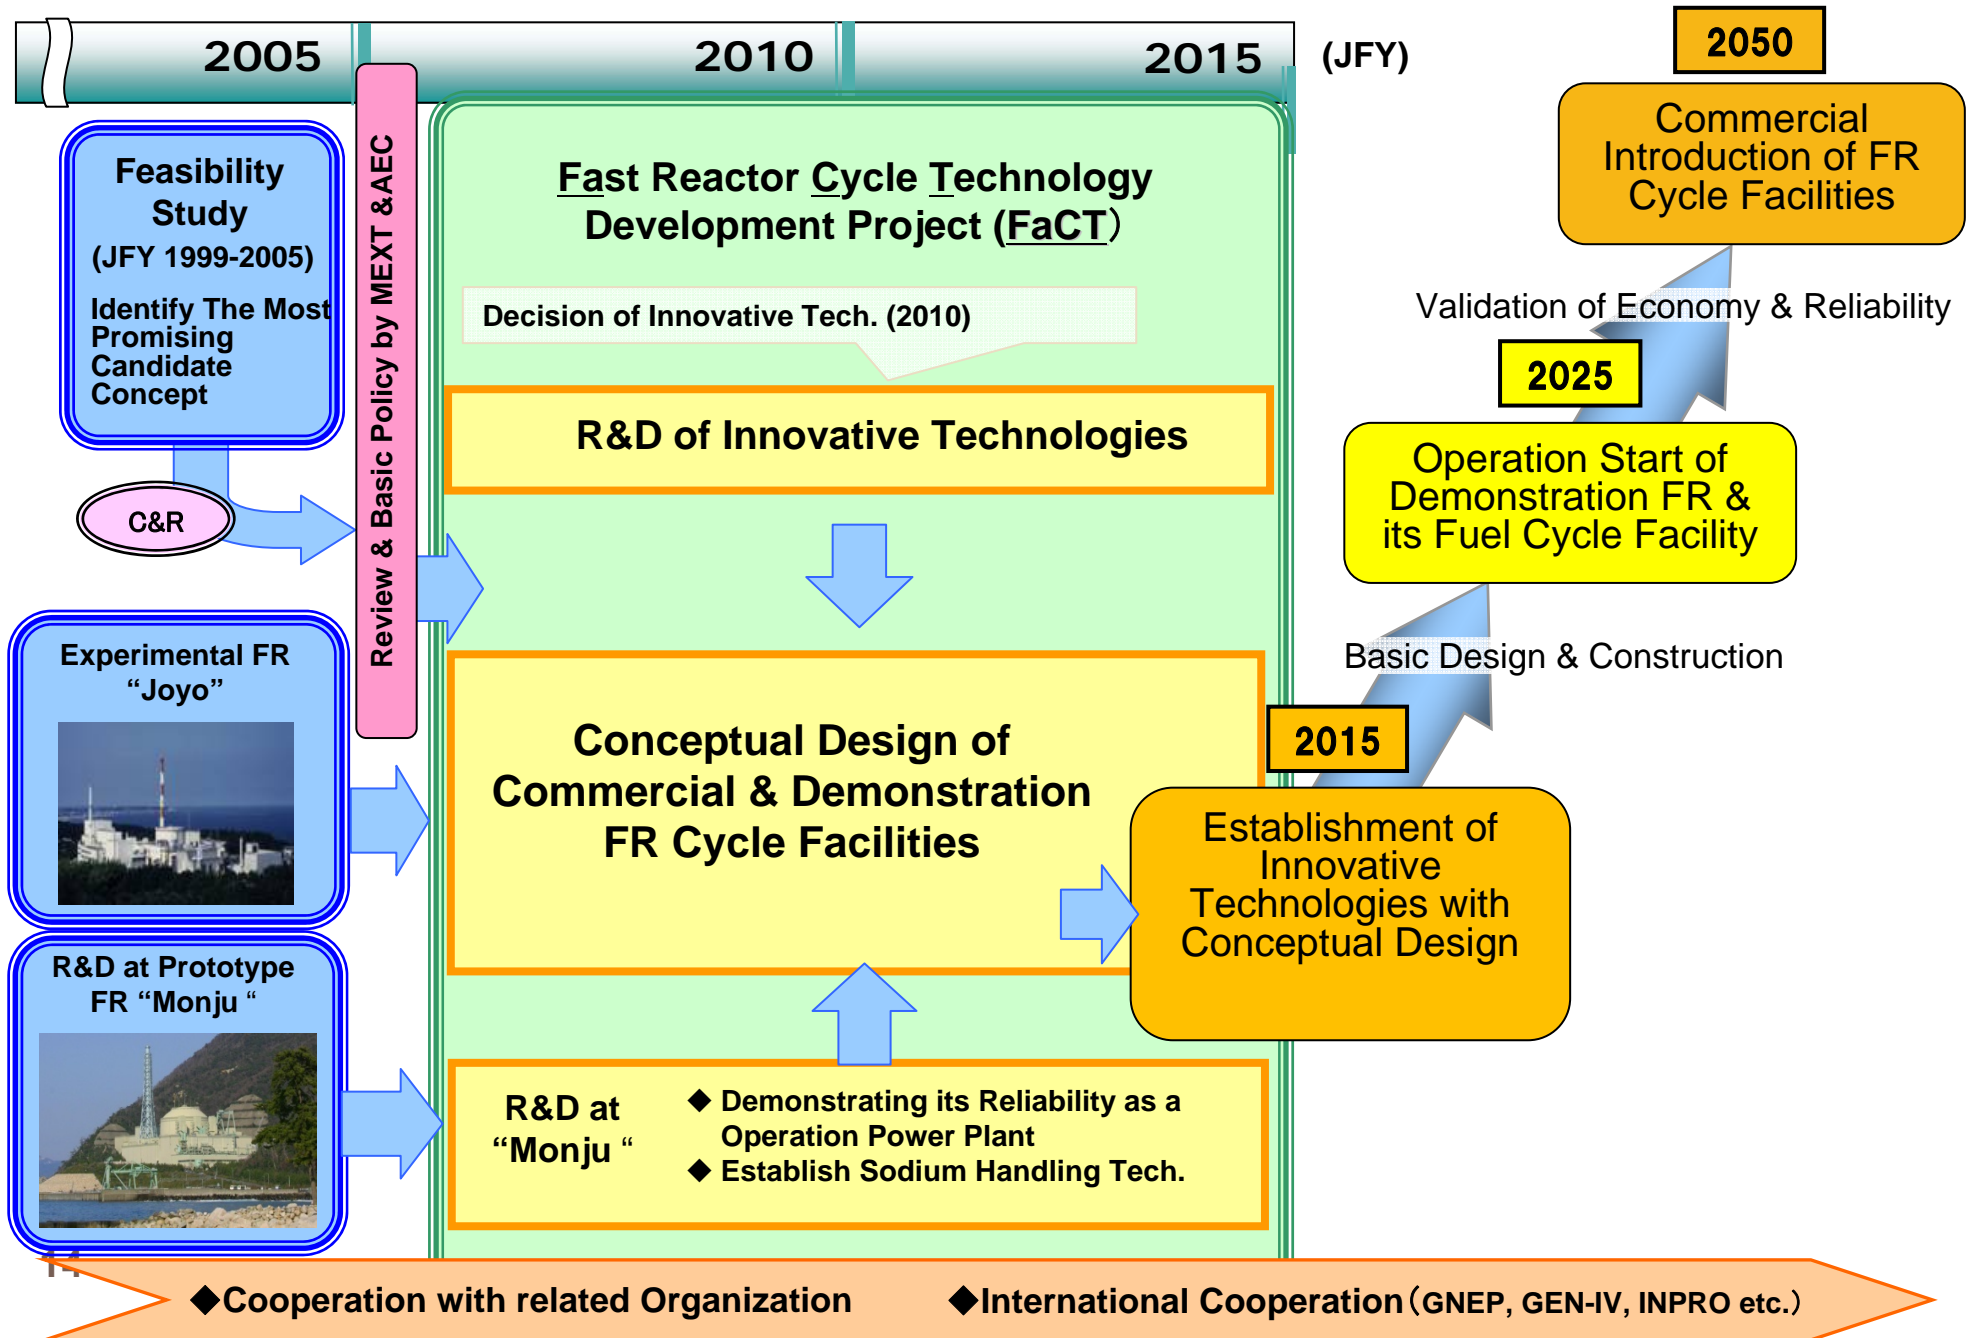 2005
2010
2015
(JFY)
2050
Commercial
Introduction of FR
Cycle Facilities
Feasibility
Study
(JFY 1999-2005)
Identify The Most
Promising
Candidate
Concept
C&R
Review & Basic Policy by MEXT &AEC
Fast Reactor Cycle Technology
Development Project (FaCT）
Decision of Innovative Tech. (2010)
R&D of Innovative Technologies
Validation of Economy & Reliability
2025
Operation Start of
Demonstration FR &
its Fuel Cycle Facility
Basic Design & Construction
Experimental FR
“Joyo”
Conceptual Design of
Commercial & Demonstration
FR Cycle Facilities
2015
Establishment of
Innovative
Technologies with
Conceptual Design
R&D at Prototype
FR “Monju “
R&D at
“Monju “
◆ Demonstrating its Reliability as a
Operation Power Plant
◆ Establish Sodium Handling Tech.
14
◆Cooperation with related Organization
◆International Cooperation（GNEP, GEN-IV, INPRO etc.）